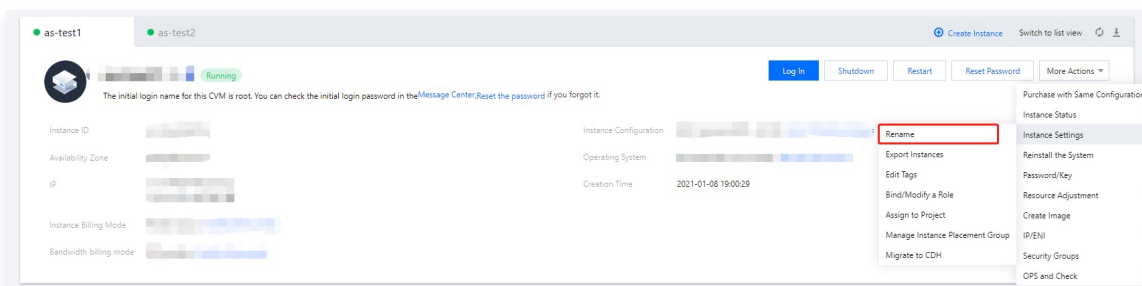 as-test1 as-test2 Create Instance Switch to list view
Running Log In Shutdown Restart Reset Password More Actions
The initial login name for this CVM is root. You can check the initial login password in the Message Center,Reset the password if you forgot it.
Purchase with Same Configuration
Instance Status
Instance ID Instance Configuration Rename Instance Settings
Availability Zone Operating System Export Instances Reinstall the System
Edit Tags Password/Key
IP Creation Time 2021-01-08 19:00:29
Bind/Modify a Role Resource Adjustment
Assign to Project Create Image
Instance Billing Mode
Manage Instance Placement Group IP/ENI
Bandwidth billing mode Migrate to CDH Security Groups
OPS and Check